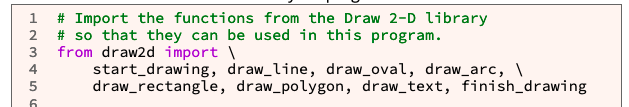 1 # Import the functions from the Draw 2-D library
2 # so that they can be used in this program.
3 from draw2d import \
4 start_drawing, draw_line, draw_oval, draw_arc, \
5 draw_rectangle, draw_polygon, draw_text, finish_drawing
6